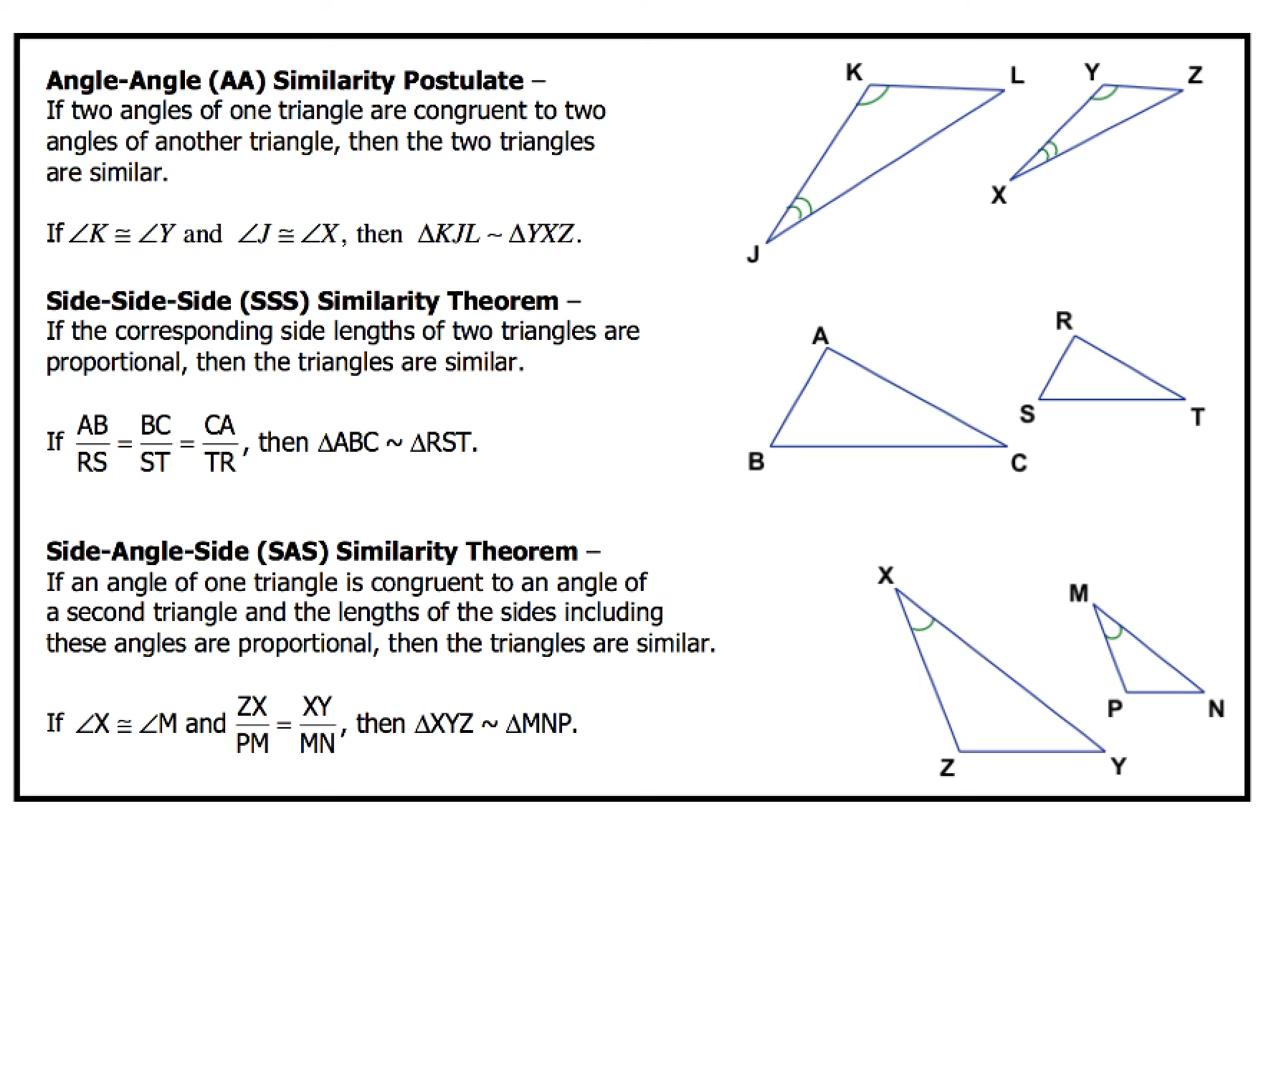 Angle-Angle (AA) Similarity Postulate –
If two angles of one triangle are congruent to two
angles of another triangle, then the two triangles
are similar.
If ∠K ≅ ∠Y and ∠J ≅ ∠X, then ΔKJL ~ ΔYXZ.
K L Y Z
X
J
Side-Side-Side (SSS) Similarity Theorem –
If the corresponding side lengths of two triangles are
proportional, then the triangles are similar.
If AB/RS = BC/ST = CA/TR, then ΔABC ~ ΔRST.
R
A
S T
B C
Side-Angle-Side (SAS) Similarity Theorem –
If an angle of one triangle is congruent to an angle of
a second triangle and the lengths of the sides including
these angles are proportional, then the triangles are similar.
If ∠X ≅ ∠M and ZX/PM = XY/MN, then ΔXYZ ~ ΔMNP.
X
M
P N
Z Y